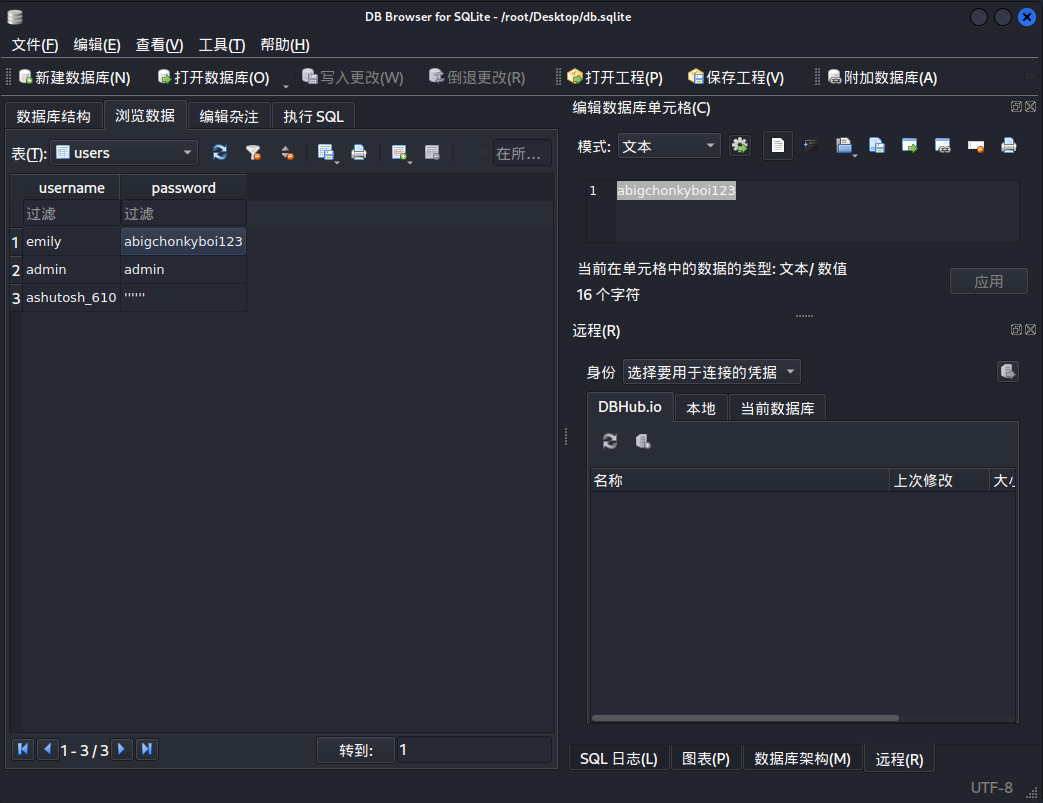 DB Browser for SQLite - /root/Desktop/db.sqlite
文件(F) 编辑(E) 查看(V) 工具(T) 帮助(H)
新建数据库(N) 打开数据库(O) 写入更改(W) 倒退更改(R) 打开工程(P) 保存工程(V) 附加数据库(A)
数据库结构 浏览数据 编辑杂注 执行 SQL
表(T): users 在所...
username password
过滤 过滤
1 emily abigchonkyboi123
2 admin admin
3 ashutosh_610 ''''''
1 - 3 / 3 转到: 1
编辑数据库单元格(C)
模式: 文本
1 abigchonkyboi123
当前在单元格中的数据的类型: 文本/ 数值
16 个字符
应用
远程(R)
身份 选择要用于连接的凭据
DBHub.io 本地 当前数据库
名称 上次修改 大小
SQL 日志(L) 图表(P) 数据库架构(M) 远程(R)
UTF-8